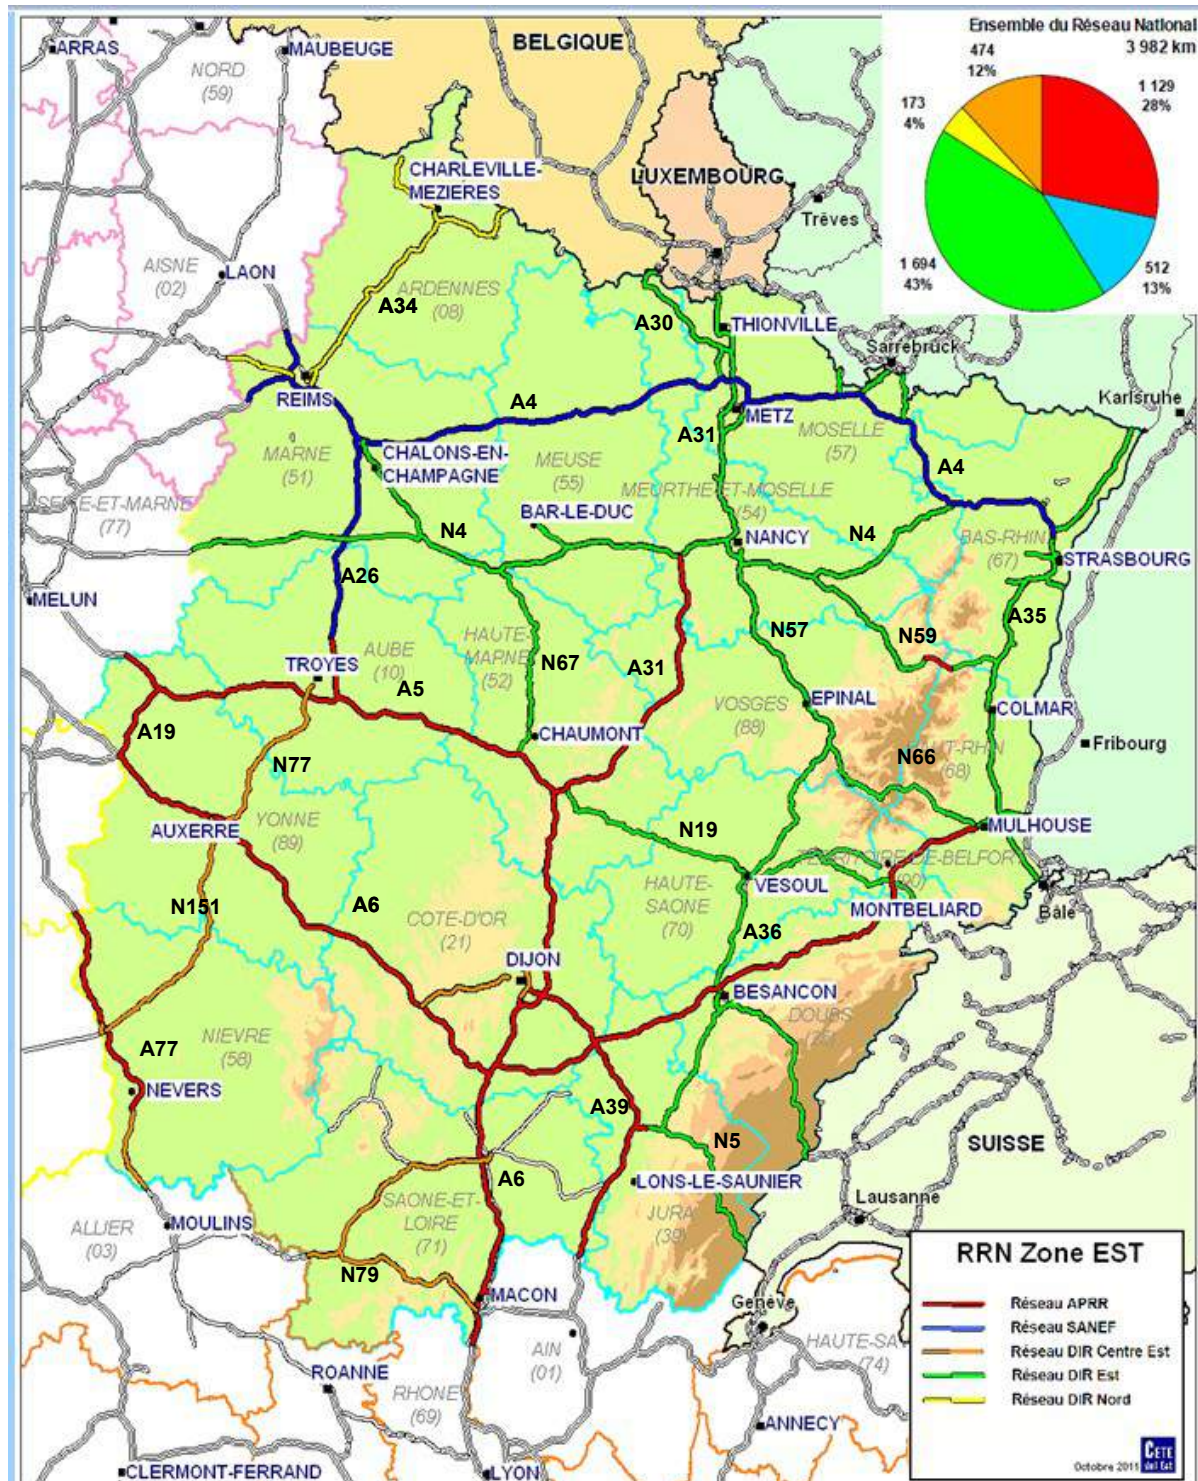 Ensemble du Réseau National
3 982 km
474
12%
1 129
28%
173
4%
1 694
43%
512
13%
ARRAS
MAUBEUGE
NORD
(59)
BELGIQUE
CHARLEVILLE-
MEZIERES
LUXEMBOURG
Trèves
AISNE
(02)
LAON
ARDENNES
(08)
A34
A30
THIONVILLE
Sarrebruck
Karlsruhe
REIMS
A4
METZ
MARNE
(51)
CHALONS-EN-
CHAMPAGNE
MEUSE
(55)
A31
MOSELLE
(57)
A4
MEURTHE-ET-MOSELLE
(54)
(77)
BAR-LE-DUC
N4
NANCY
N4
BAS-RHIN
(67)
STRASBOURG
MELUN
A26
A35
AUBE
(10)
HAUTE-
MARNE
(52)
N67
N57
N59
TROYES
A5
A31
VOSGES
(88)
EPINAL
COLMAR
A19
CHAUMONT
Fribourg
N77
N66
(68)
AUXERRE
YONNE
(89)
N19
MULHOUSE
TERRITOIRE-DE-BELFORT
(90)
HAUTE-
SAONE
(70)
VESOUL
MONTBELIARD
Bâle
N151
A6
COTE-D'OR
(21)
A36
DIJON
BESANCON
DOUBS
NIEVRE
(58)
A77
NEVERS
A39
N5
SUISSE
LONS-LE-SAUNIER
A6
SAONE-ET-
LOIRE
(71)
JURA
(39)
Lausanne
ALLIER
(03)
MOULINS
N79
MACON
Genève
AIN
(01)
(74)
ROANNE
RHONE
(69)
ANNECY
CLERMONT-FERRAND
LYON
RRN Zone EST
Réseau APRR
Réseau SANEF
Réseau DIR Centre Est
Réseau DIR Est
Réseau DIR Nord
CETE
de l'Est